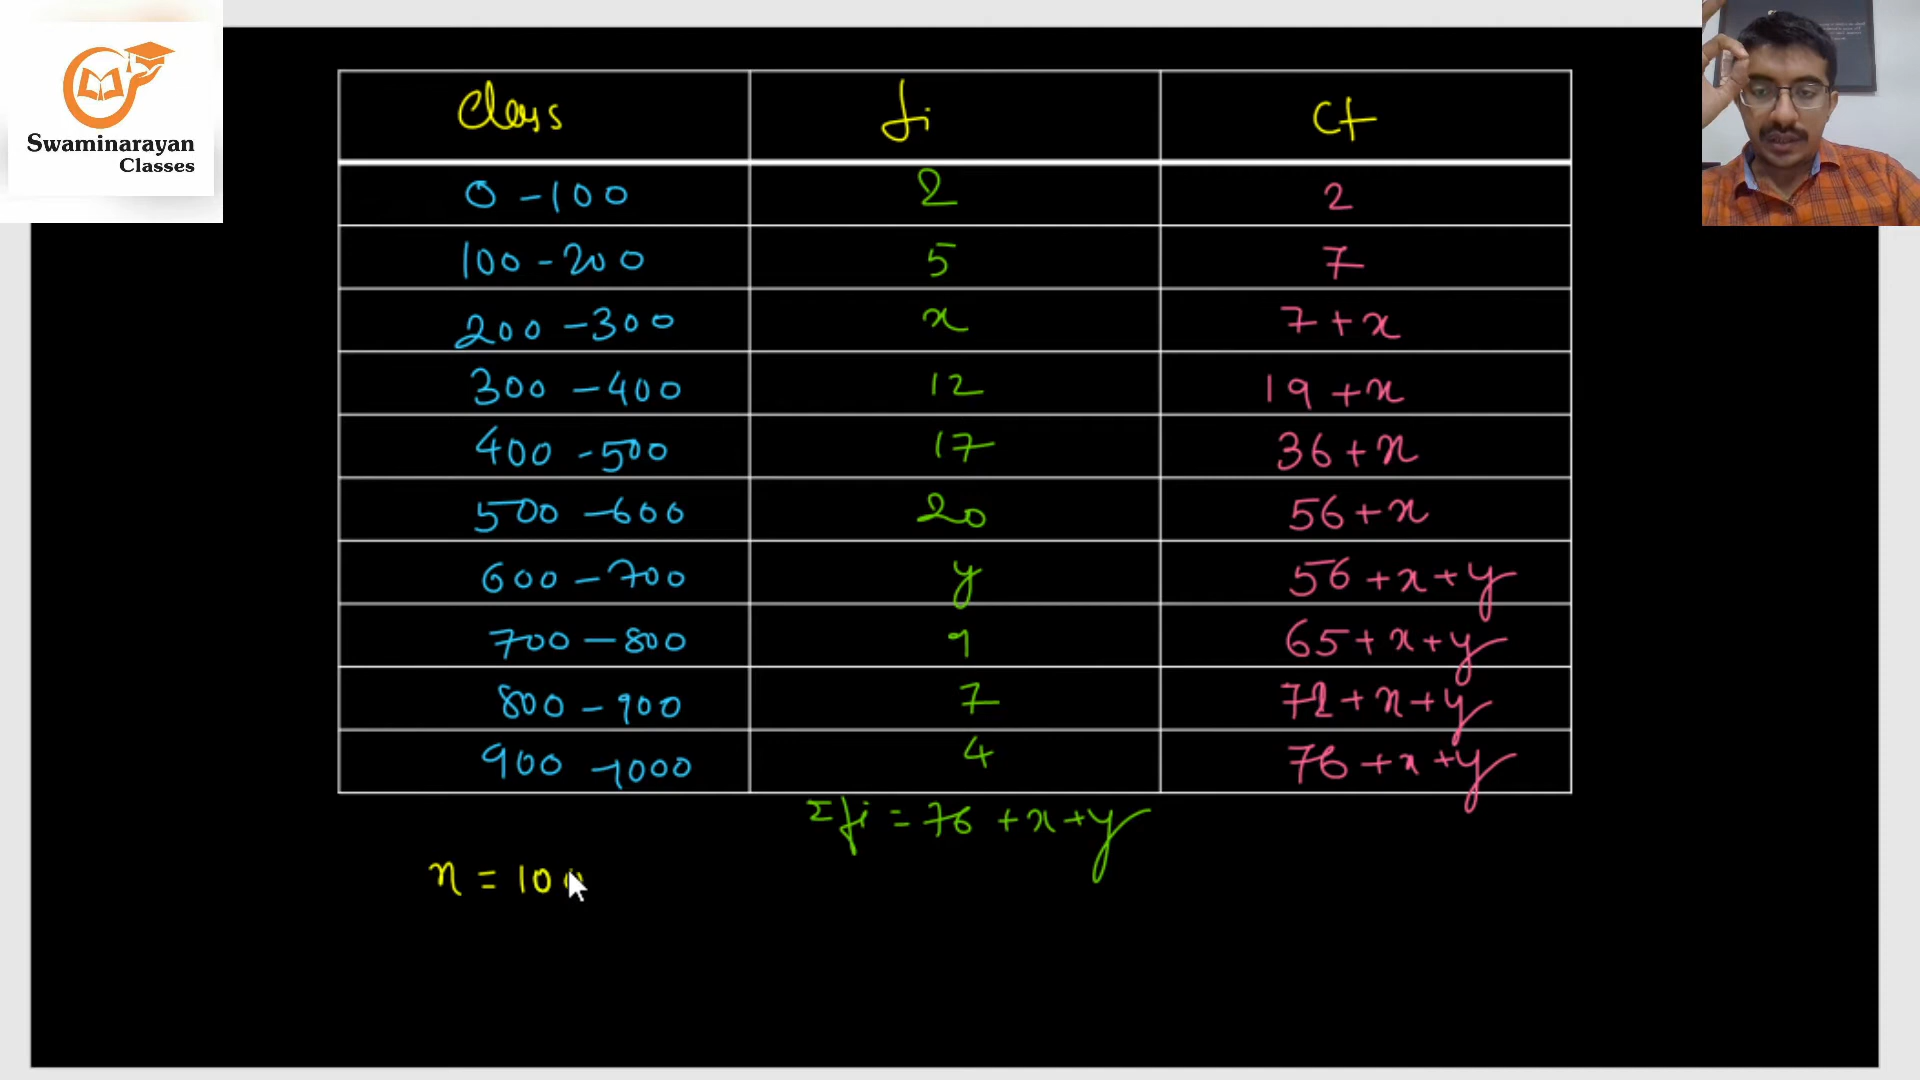 Swaminarayan
Classes
Class fi cf
0 - 100 2 2
100 - 200 5 7
200 - 300 x 7 + x
300 - 400 12 19 + x
400 - 500 17 36 + x
500 - 600 20 56 + x
600 - 700 y 56 + x + y
700 - 800 9 65 + x + y
800 - 900 7 72 + x + y
900 - 1000 4 76 + x + y
Σfi = 76 + x + y
n = 100